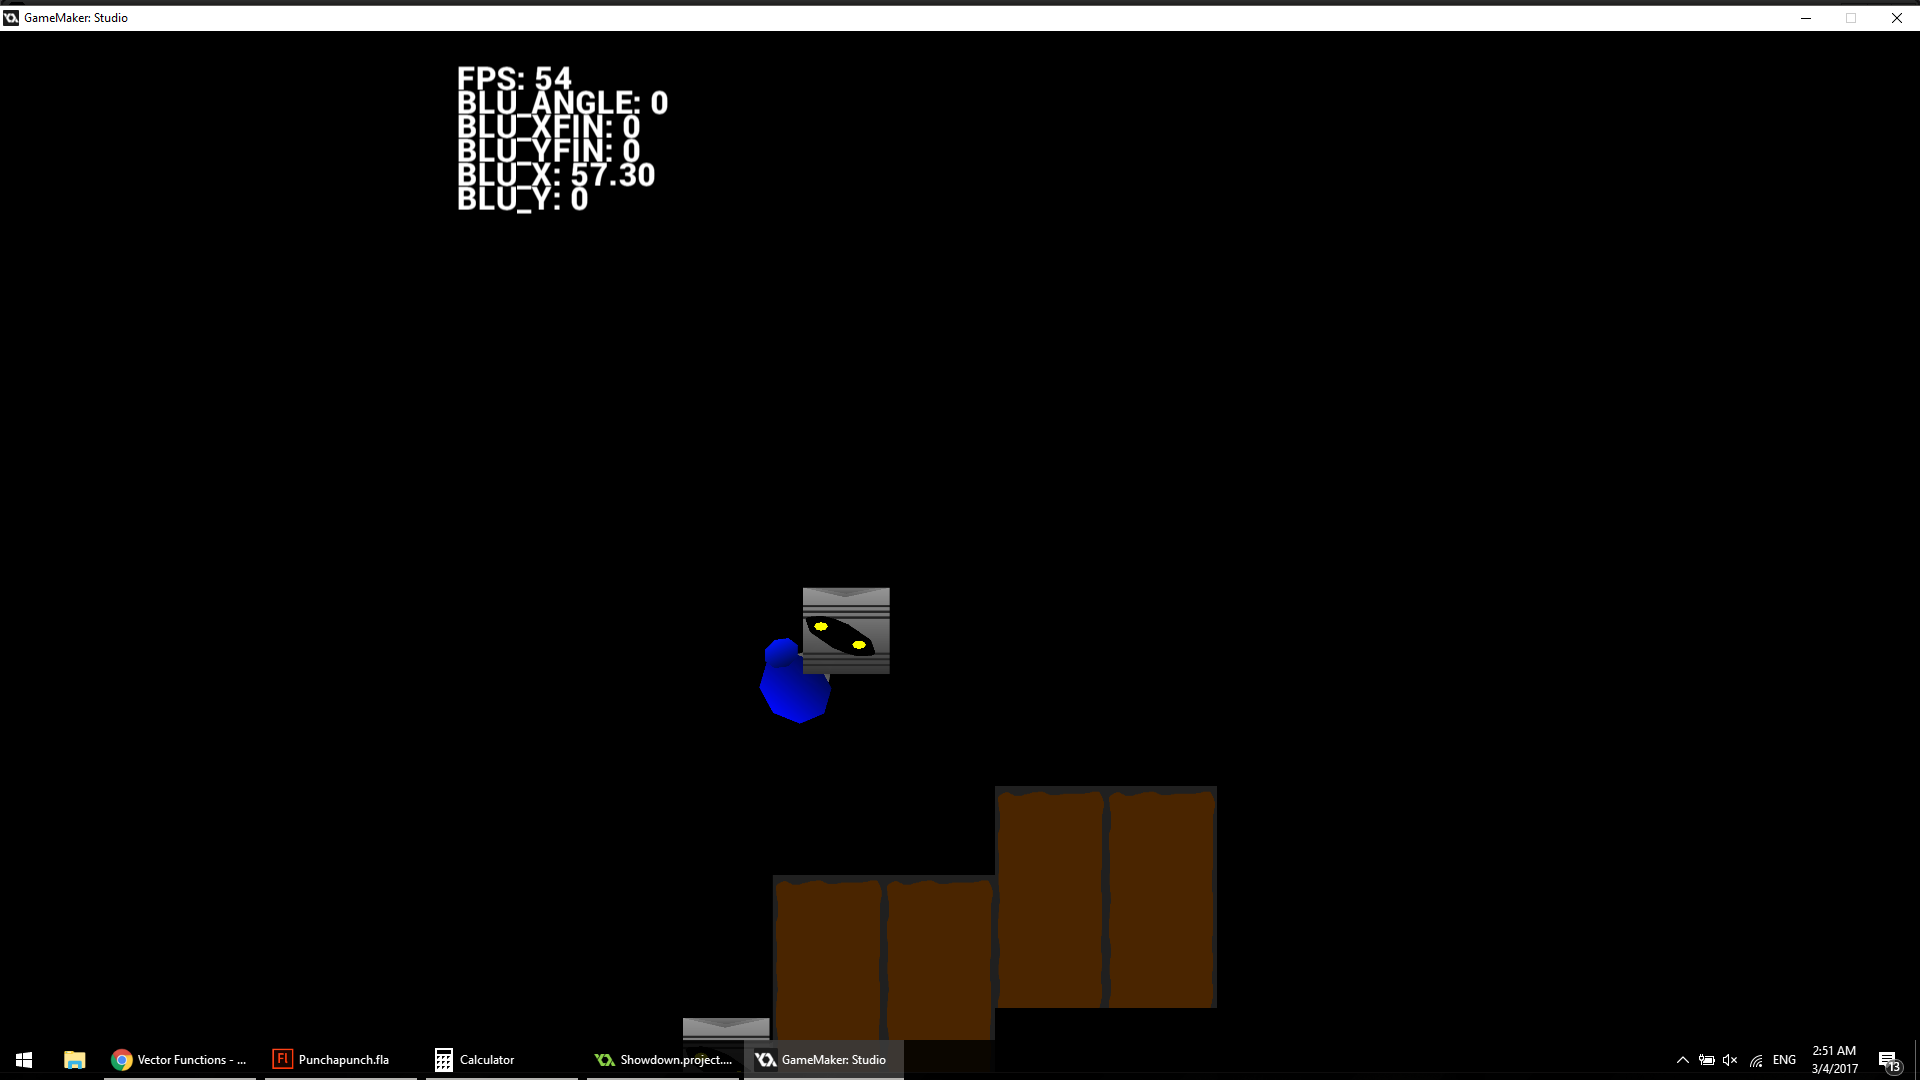 GameMaker: Studio
FPS: 54
BLU_ANGLE: 0
BLU_XFIN: 0
BLU_YFIN: 0
BLU_X: 57.30
BLU_Y: 0
Vector Functions - ...
Fl
Punchapunch.fla
Calculator
Showdown.project....
GameMaker: Studio
ENG
2:51 AM
3/4/2017
13